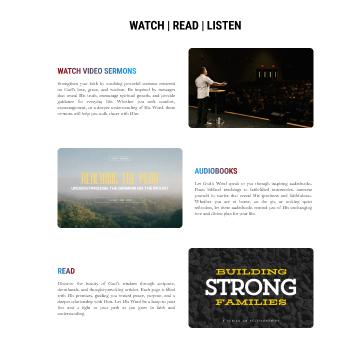 WATCH | READ | LISTEN
WATCH VIDEO SERMONS
Strengthen your faith by watching powerful sermons centered
on God's love, grace, and wisdom. Be inspired by messages
that reveal His truth, encourage spiritual growth, and provide
guidance for everyday life. Whether you seek comfort,
encouragement, or a deeper understanding of His Word, these
sermons will help you walk closer with Him.
UNDERSTANDING THE SERMON ON THE MOUNT
AUDIOBOOKS
Let God's Word speak to you through inspiring audiobooks.
From biblical teachings to faith-filled testimonies, immerse
yourself in stories that reveal His greatness and faithfulness.
Whether you are at home, on the go, or seeking quiet
reflection, let these audiobooks remind you of His unchanging
love and divine plan for your life.
READ
Discover the beauty of God's wisdom through scripture,
devotionals, and thought-provoking articles. Each page is filled
with His promises, guiding you toward peace, purpose, and a
deeper relationship with Him. Let His Word be a lamp to your
feet and a light to your path as you grow in faith and
understanding.
BUILDING
STRONG
FAMILIES